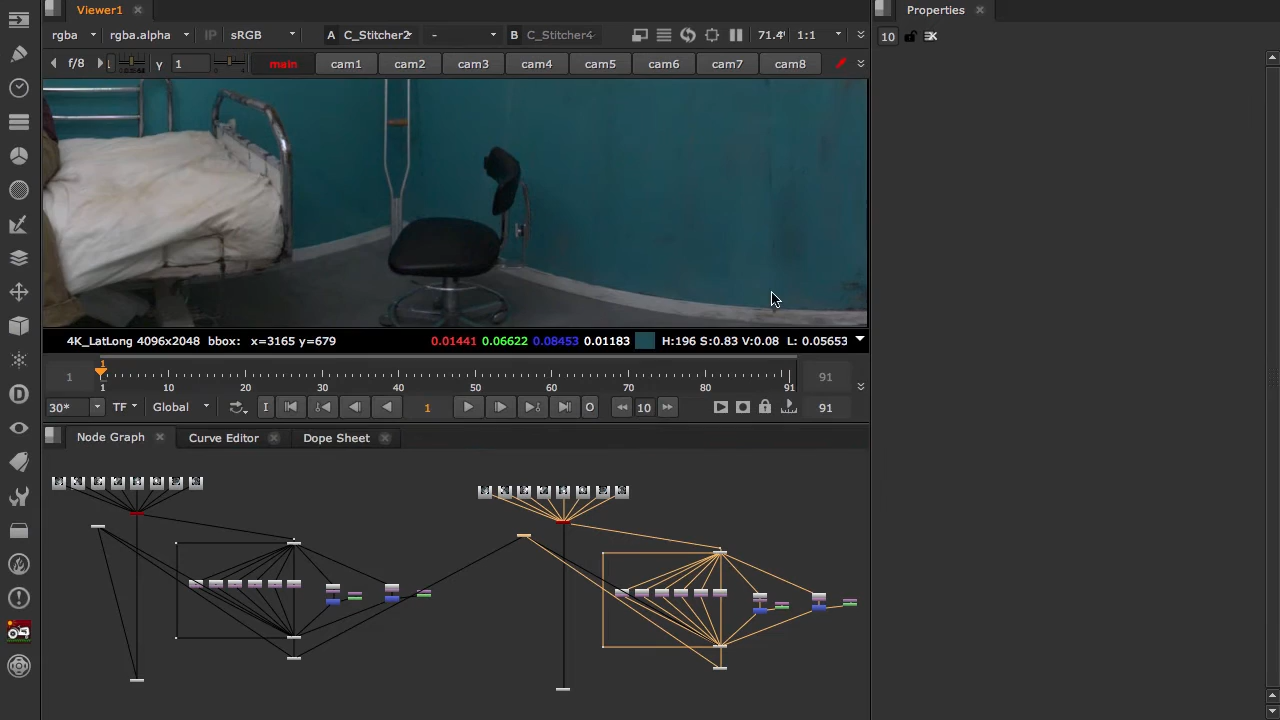 Viewer1
Properties
rgba rgba.alpha IP sRGB A C_Stitcher2 - B C_Stitcher4 1:1
10
f/8 γ 1 main cam1 cam2 cam3 cam4 cam5 cam6 cam7 cam8
4K_LatLong 4096x2048 bbox: x=3165 y=679 0.01441 0.06622 0.08453 0.01183 H:196 S:0.83 V:0.08 L: 0.05653
1
1 91
1 10 20 30 40 50 60 70 80 91
30* TF Global I 1 O 10 91
Node Graph Curve Editor Dope Sheet
D